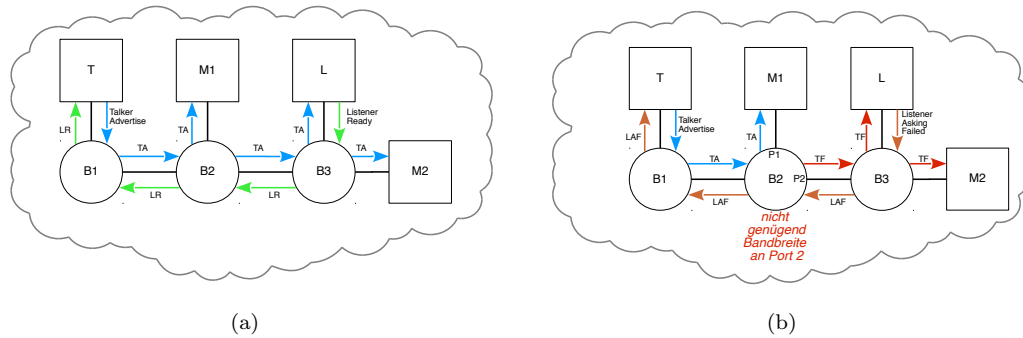 T
M1
L
LR
Talker
Advertise
TA
TA
Listener
Ready
TA
TA
TA
B1
B2
B3
M2
LR
LR
(a)
T
M1
L
LAF
Talker
Advertise
TA
TF
Listener
Asking
Failed
TA
TF
TF
P1
B1
B2
P2
B3
M2
LAF
LAF
nicht
genügend
Bandbreite
an Port 2
(b)